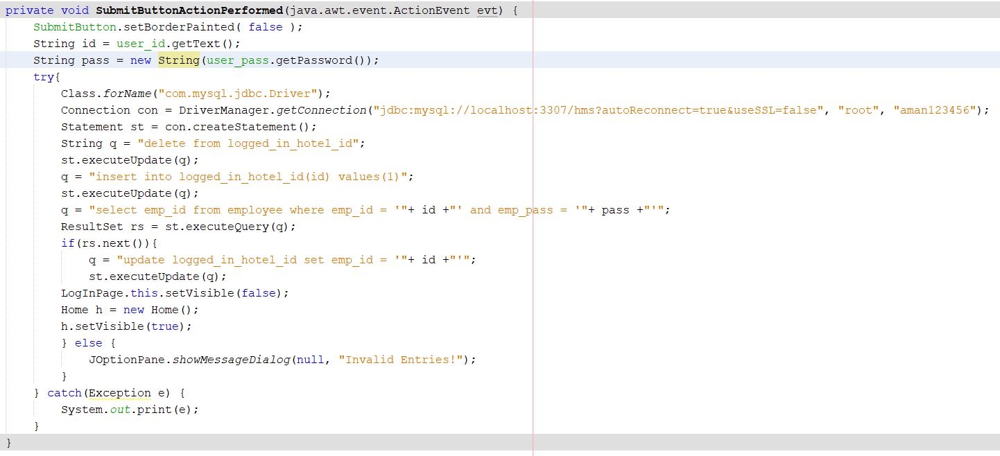 private void SubmitButtonActionPerformed(java.awt.event.ActionEvent evt) {
    SubmitButton.setBorderPainted( false );
    String id = user_id.getText();
    String pass = new String(user_pass.getPassword());
    try{
        Class.forName("com.mysql.jdbc.Driver");
        Connection con = DriverManager.getConnection("jdbc:mysql://localhost:3307/hms?autoReconnect=true&useSSL=false", "root", "aman123456");
        Statement st = con.createStatement();
        String q = "delete from logged_in_hotel_id";
        st.executeUpdate(q);
        q = "insert into logged_in_hotel_id(id) values(1)";
        st.executeUpdate(q);
        q = "select emp_id from employee where emp_id = '"+ id +"' and emp_pass = '"+ pass +"'";
        ResultSet rs = st.executeQuery(q);
        if(rs.next()){
            q = "update logged_in_hotel_id set emp_id = '"+ id +"'";
            st.executeUpdate(q);
        LogInPage.this.setVisible(false);
        Home h = new Home();
        h.setVisible(true);
        } else {
            JOptionPane.showMessageDialog(null, "Invalid Entries!");
        }
    } catch(Exception e) {
        System.out.print(e);
    }
}